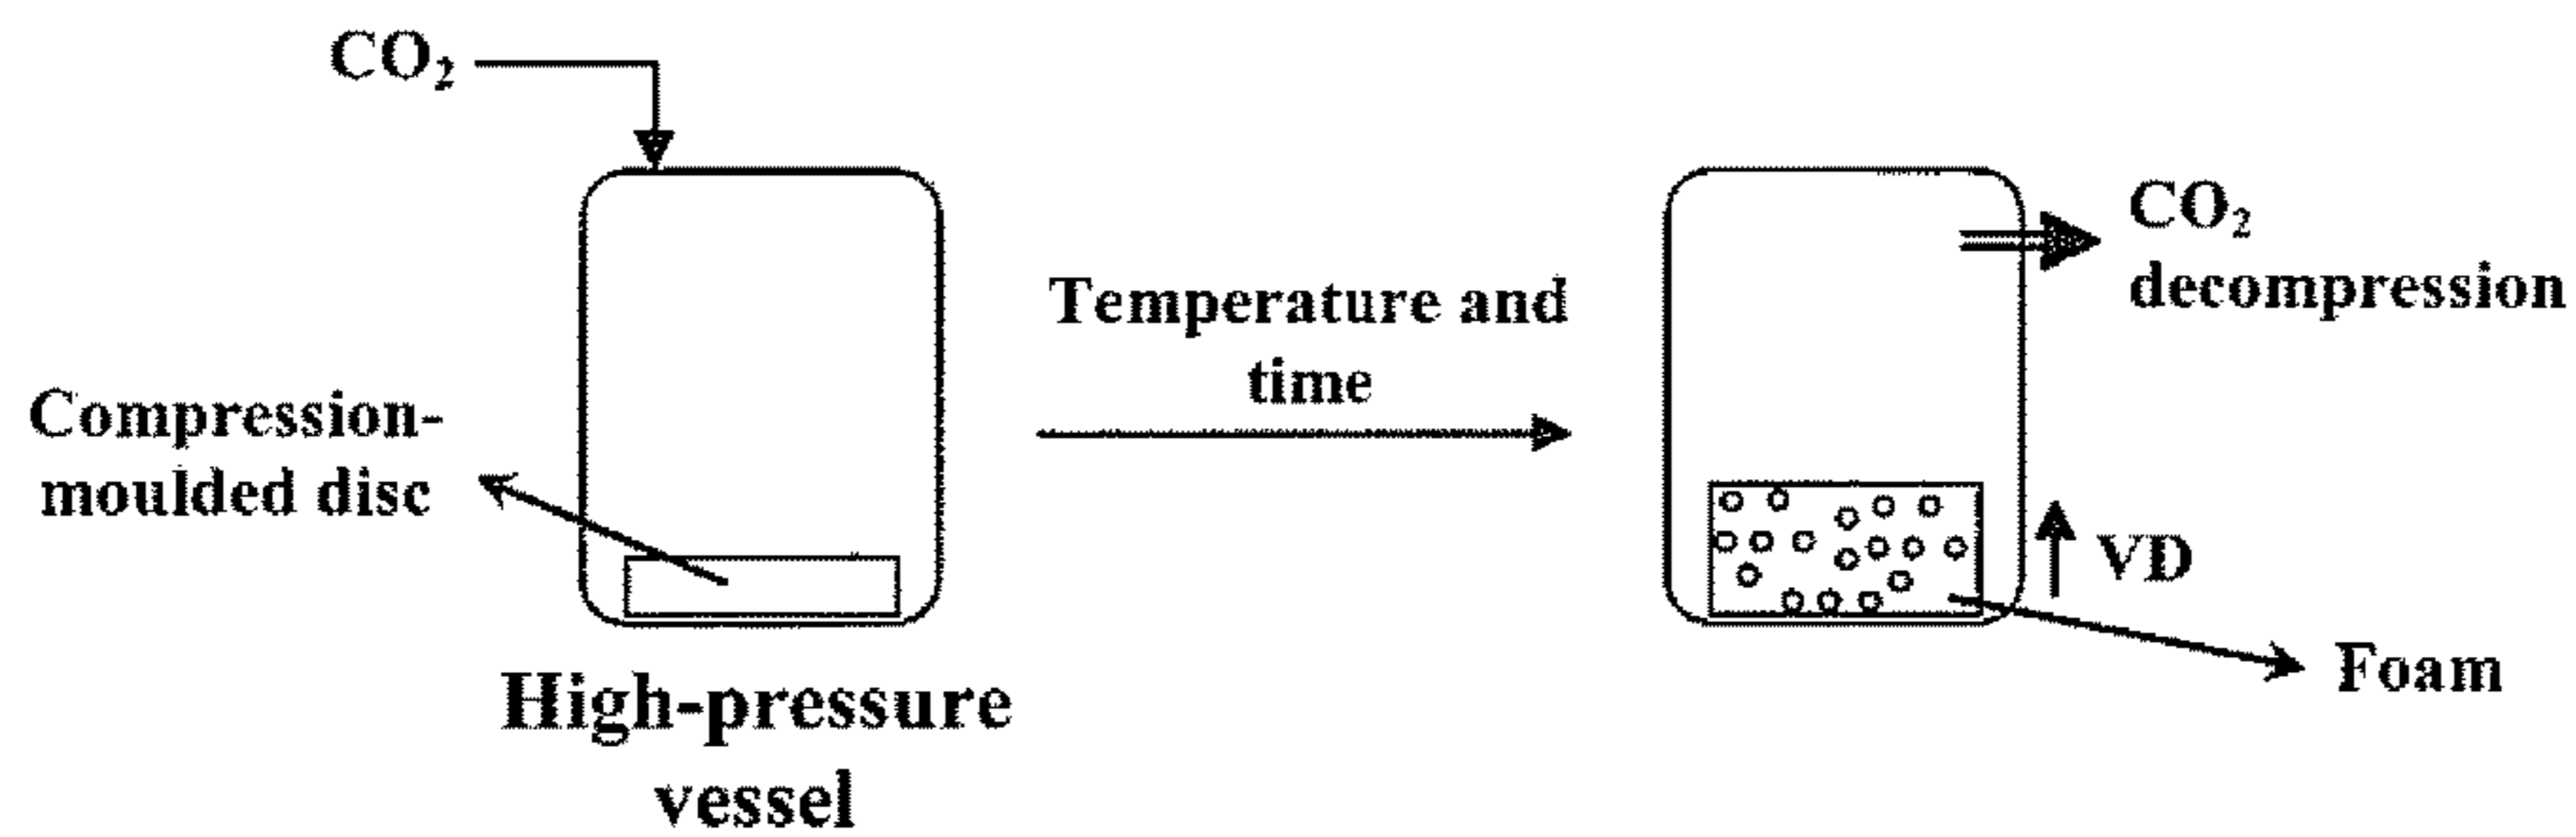 CO₂
Compression-
moulded disc
High-pressure
vessel
Temperature and
time
CO₂
decompression
VD
Foam